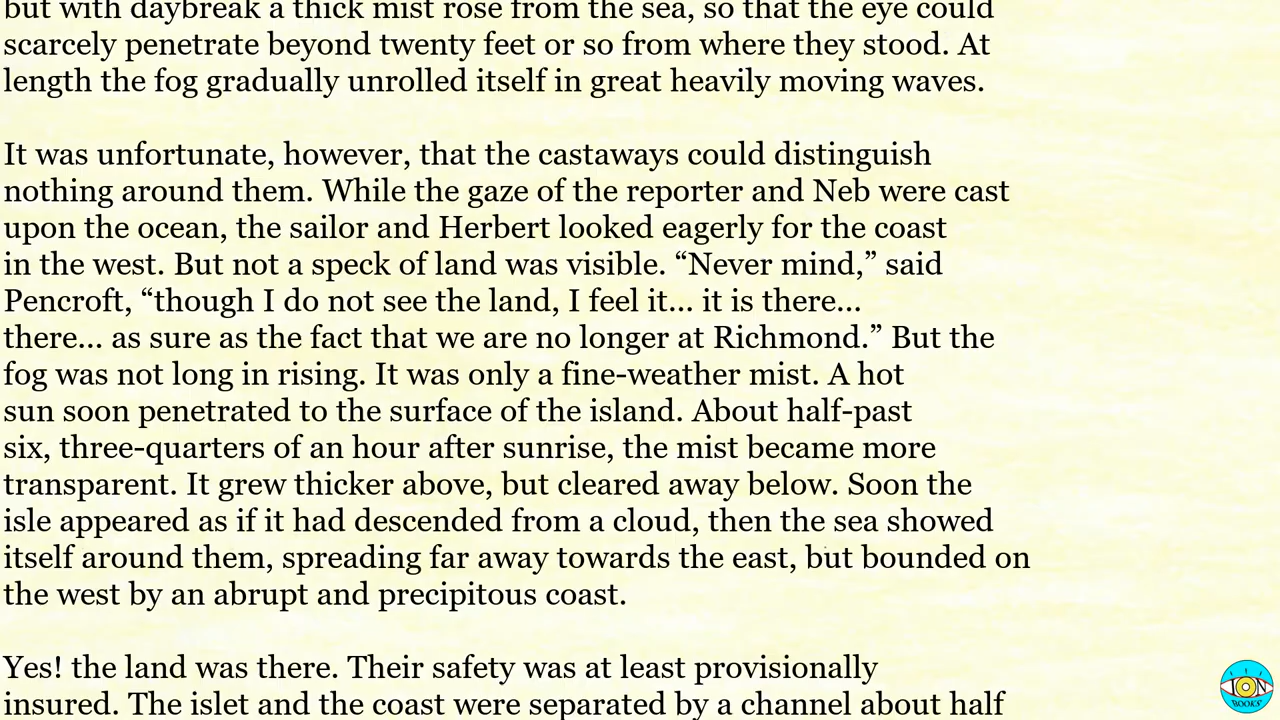 but with daybreak a thick mist rose from the sea, so that the eye could
scarcely penetrate beyond twenty feet or so from where they stood. At
length the fog gradually unrolled itself in great heavily moving waves.
It was unfortunate, however, that the castaways could distinguish
nothing around them. While the gaze of the reporter and Neb were cast
upon the ocean, the sailor and Herbert looked eagerly for the coast
in the west. But not a speck of land was visible. “Never mind,” said
Pencroft, “though I do not see the land, I feel it... it is there...
there... as sure as the fact that we are no longer at Richmond.” But the
fog was not long in rising. It was only a fine-weather mist. A hot
sun soon penetrated to the surface of the island. About half-past
six, three-quarters of an hour after sunrise, the mist became more
transparent. It grew thicker above, but cleared away below. Soon the
isle appeared as if it had descended from a cloud, then the sea showed
itself around them, spreading far away towards the east, but bounded on
the west by an abrupt and precipitous coast.
Yes! the land was there. Their safety was at least provisionally
insured. The islet and the coast were separated by a channel about half
ION
BOOKS